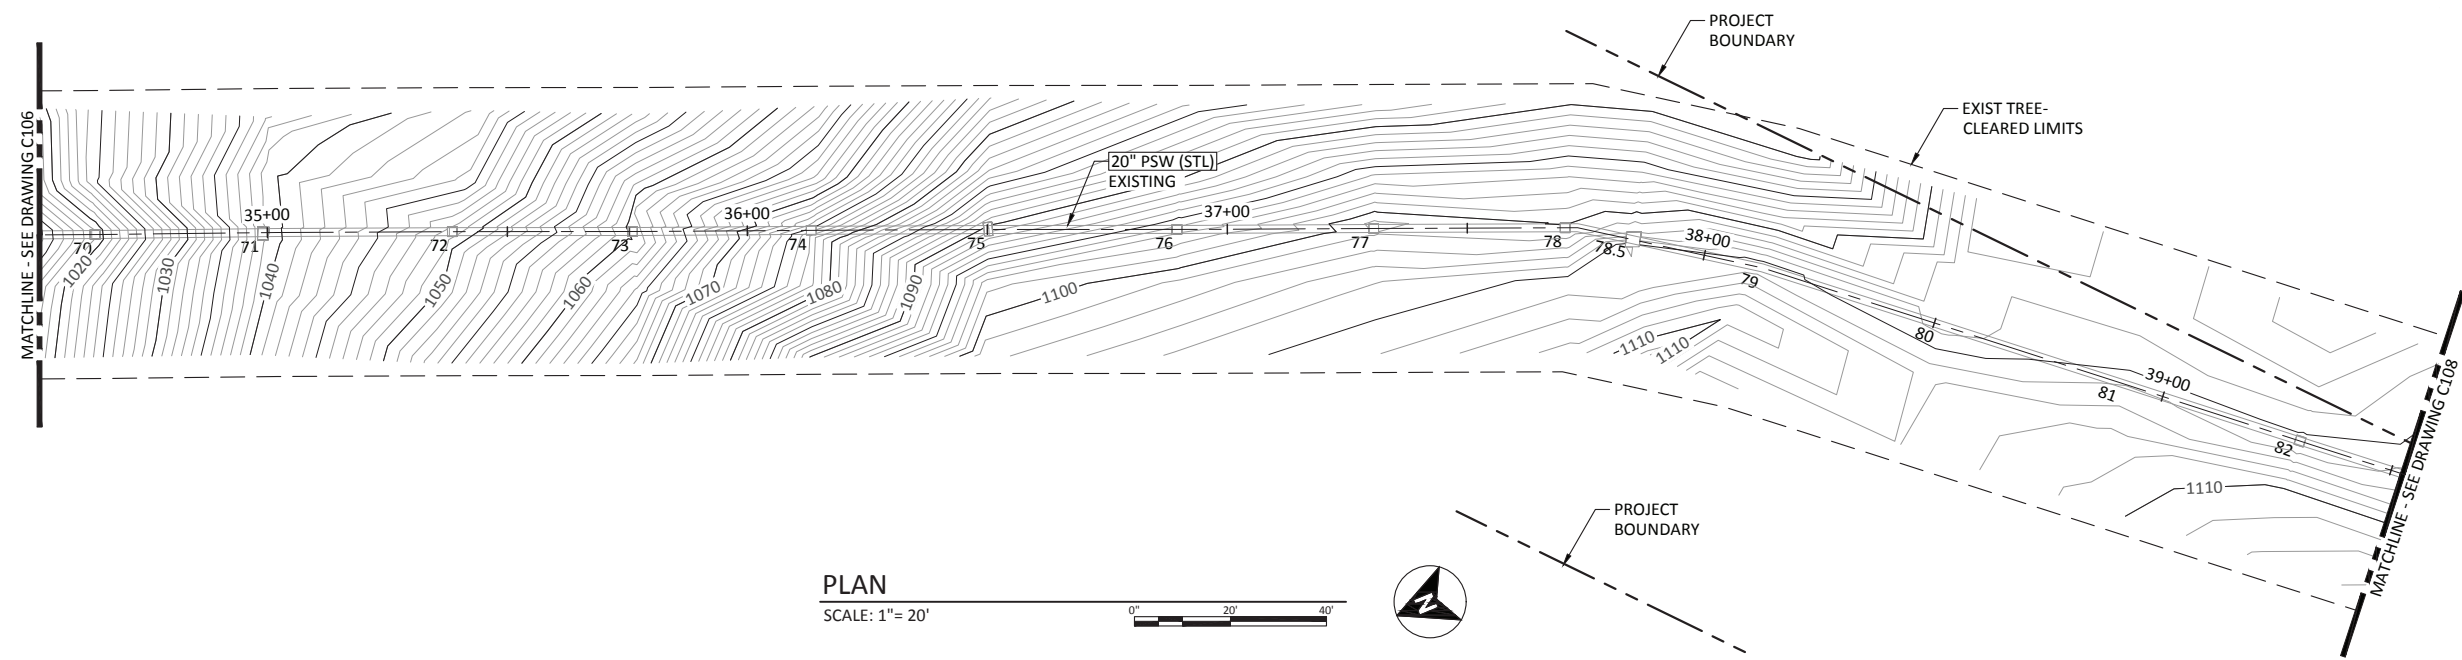 PROJECT
BOUNDARY
EXIST TREE-
CLEARED LIMITS
MATCHLINE - SEE DRAWING C106
20" PSW (STL)
EXISTING
35+00
36+00
37+00
38+00
39+00
70
71
72
73
74
75
76
77
78
78.5
79
80
81
82
1020
1030
1040
1050
1060
1070
1080
1090
1100
1110
1110
1110
MATCHLINE - SEE DRAWING C108
PROJECT
BOUNDARY
PLAN
SCALE: 1"= 20'
0"
20'
40'
N